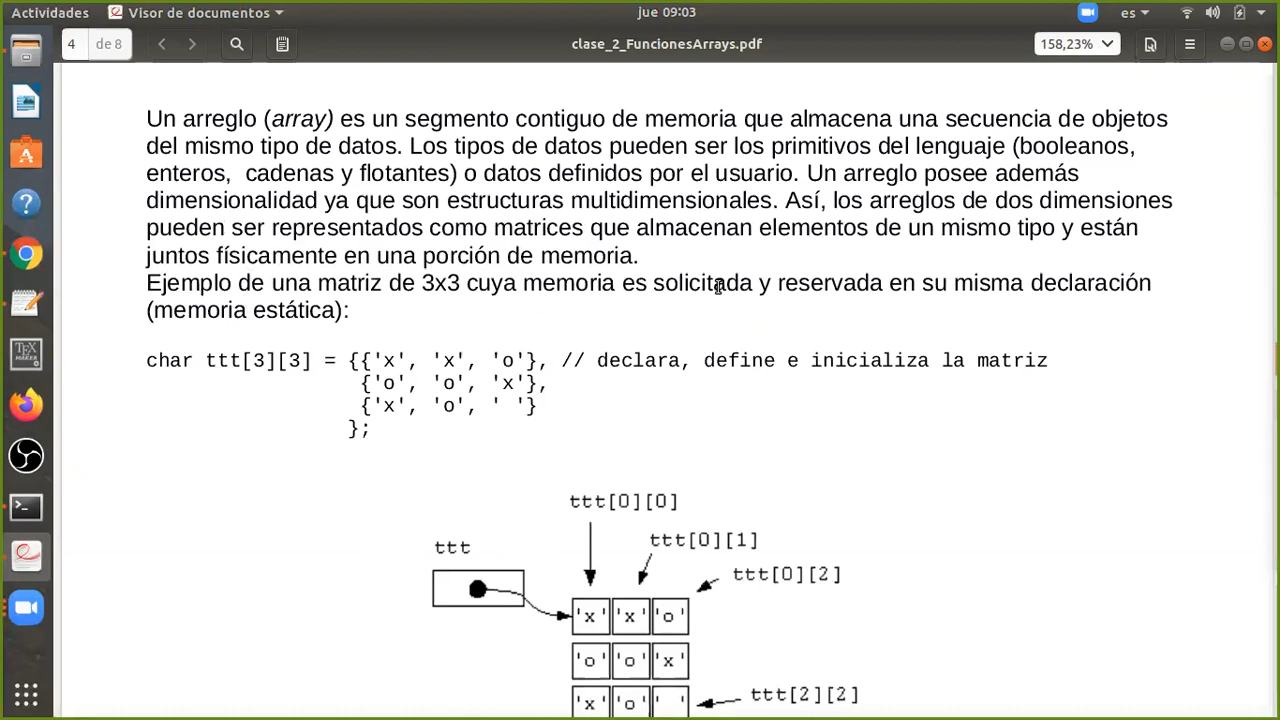 Actividades Visor de documentos jue 09:03 es
4 de 8 clase_2_FuncionesArrays.pdf 158,23%
Un arreglo (array) es un segmento contiguo de memoria que almacena una secuencia de objetos
del mismo tipo de datos. Los tipos de datos pueden ser los primitivos del lenguaje (booleanos,
enteros, cadenas y flotantes) o datos definidos por el usuario. Un arreglo posee además
dimensionalidad ya que son estructuras multidimensionales. Así, los arreglos de dos dimensiones
pueden ser representados como matrices que almacenan elementos de un mismo tipo y están
juntos físicamente en una porción de memoria.
Ejemplo de una matriz de 3x3 cuya memoria es solicitada y reservada en su misma declaración
(memoria estática):
char ttt[3][3] = {{'x', 'x', 'o'}, // declara, define e inicializa la matriz
{'o', 'o', 'x'},
{'x', 'o', ' '}
};
ttt[0][0]
ttt[0][1]
ttt
ttt[0][2]
'x' 'x' 'o'
'o' 'o' 'x'
ttt[2][2]
'x' 'o' ' '